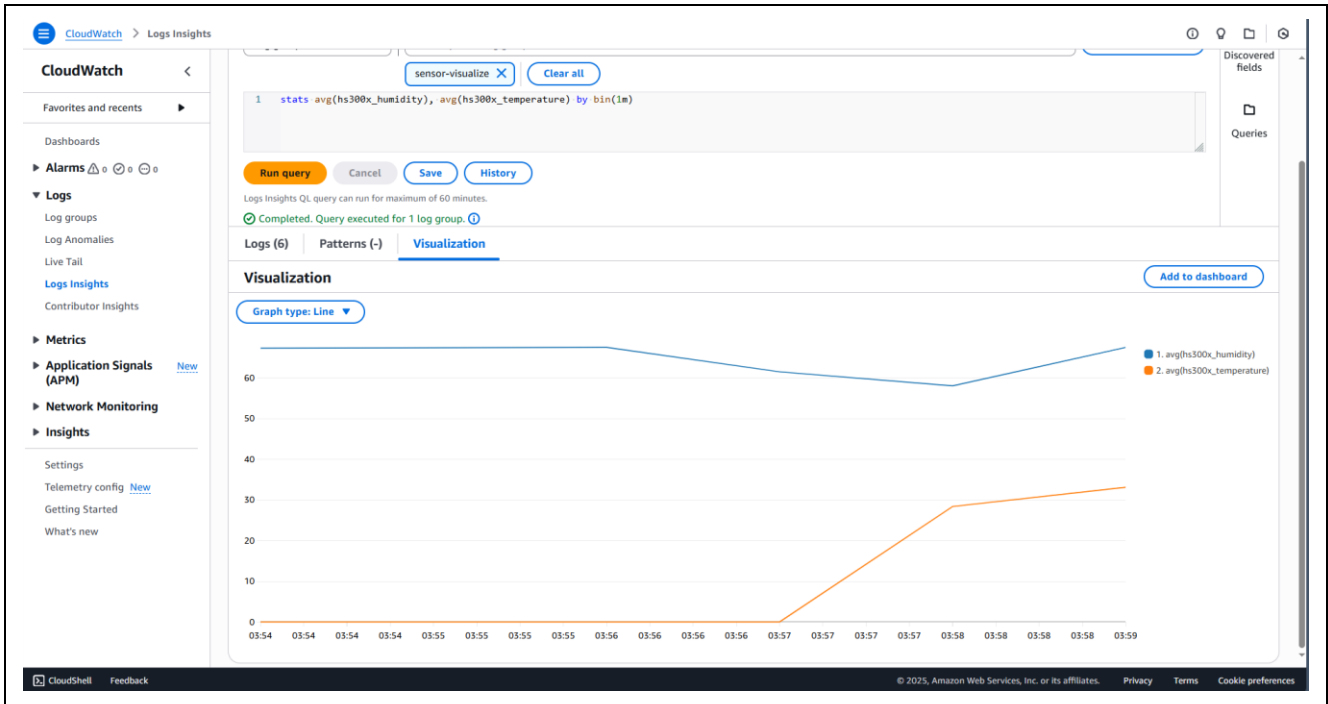 CloudWatch > Logs Insights
CloudWatch
Favorites and recents
Dashboards
Alarms 0 0 0
Logs
Log groups
Log Anomalies
Live Tail
Logs Insights
Contributor Insights
Metrics
Application Signals New
(APM)
Network Monitoring
Insights
Settings
Telemetry config New
Getting Started
What's new
sensor-visualize
Clear all
1 stats avg(hs300x_humidity), avg(hs300x_temperature) by bin(1m)
Run query Cancel Save History
Logs Insights QL query can run for maximum of 60 minutes.
Completed. Query executed for 1 log group.
Discovered
fields
Queries
Logs (6) Patterns (-) Visualization
Visualization
Add to dashboard
Graph type: Line
60
50
40
30
20
10
0
03:54 03:54 03:54 03:54 03:55 03:55 03:55 03:55 03:56 03:56 03:56 03:56 03:57 03:57 03:57 03:57 03:58 03:58 03:58 03:58 03:59
1. avg(hs300x_humidity)
2. avg(hs300x_temperature)
CloudShell Feedback © 2025, Amazon Web Services, Inc. or its affiliates. Privacy Terms Cookie preferences